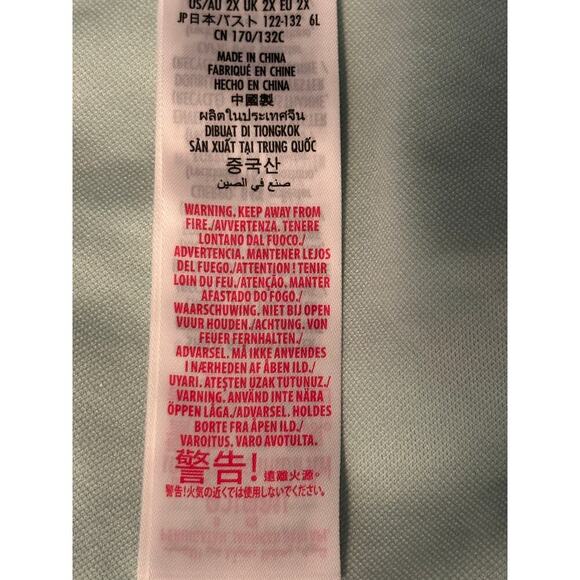 US/AU 2X UK 2X EU 2X
JP日本バスト 122-132 6L
CN 170/132C
MADE IN CHINA
FABRIQUÉ EN CHINE
HECHO EN CHINA
中國製
ผลิตในประเทศจีน
DIBUAT DI TIONGKOK
SẢN XUẤT TẠI TRUNG QUỐC
중국산
صنع في الصين
WARNING. KEEP AWAY FROM
FIRE./AVVERTENZA. TENERE
LONTANO DAL FUOCO./
ADVERTENCIA. MANTENER LEJOS
DEL FUEGO./ATTENTION! TENIR
LOIN DU FEU./ATENÇÃO. MANTER
AFASTADO DO FOGO./
WAARSCHUWING. NIET BIJ OPEN
VUUR HOUDEN./ACHTUNG. VON
FEUER FERNHALTEN./
ADVARSEL. MÅ IKKE ANVENDES
I NÆRHEDEN AF ÅBEN ILD./
UYARI. ATEŞTEN UZAK TUTUNUZ./
VARNING. ANVÄND INTE NÄRA
ÖPPEN LÅGA./ADVARSEL. HOLDES
BORTE FRA ÅPEN ILD./
VAROITUS. VARO AVOTULTA.
警告! 遠離火源。
警告!火気の近くでは使用しないでください。